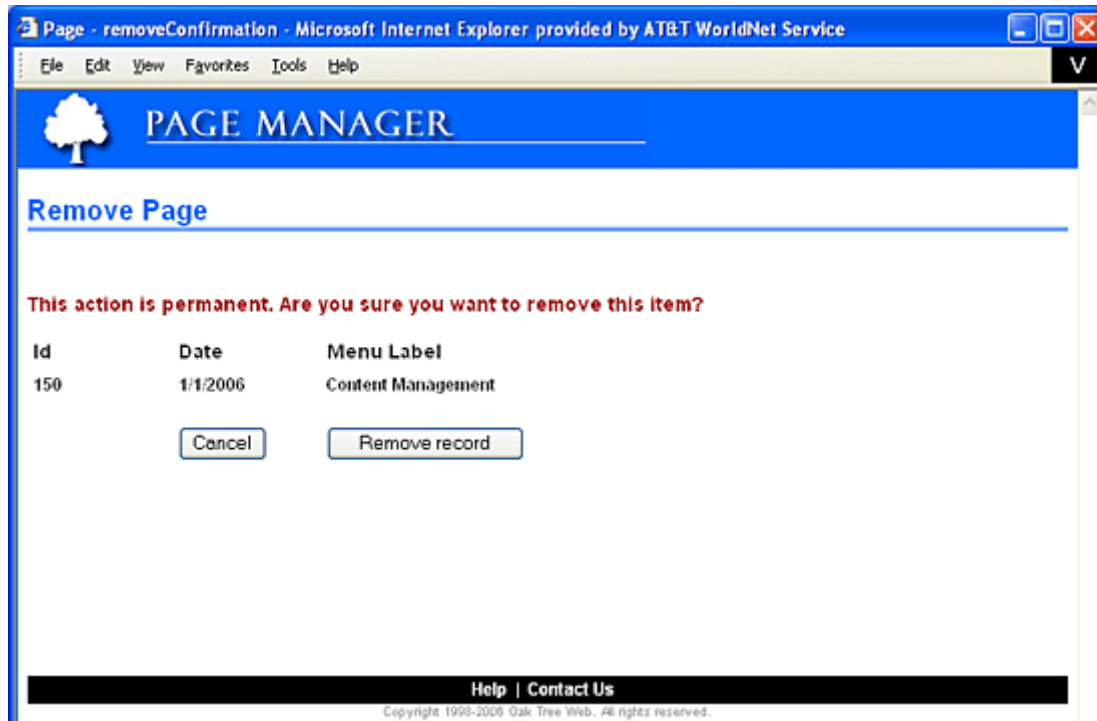 Page - removeConfirmation - Microsoft Internet Explorer provided by AT&T WorldNet Service
File Edit View Favorites Tools Help
V
PAGE MANAGER
Remove Page
This action is permanent. Are you sure you want to remove this item?
Id Date Menu Label
150 1/1/2006 Content Management
Cancel Remove record
Help | Contact Us
Copyright 1998-2006 Oak Tree Web. All rights reserved.